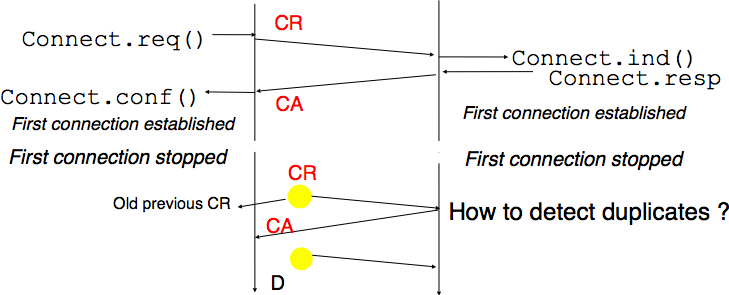 CR
Connect.req()
Connect.ind()
Connect.resp
Connect.conf()
CA
First connection established
First connection established
First connection stopped
First connection stopped
CR
Old previous CR
How to detect duplicates ?
CA
D